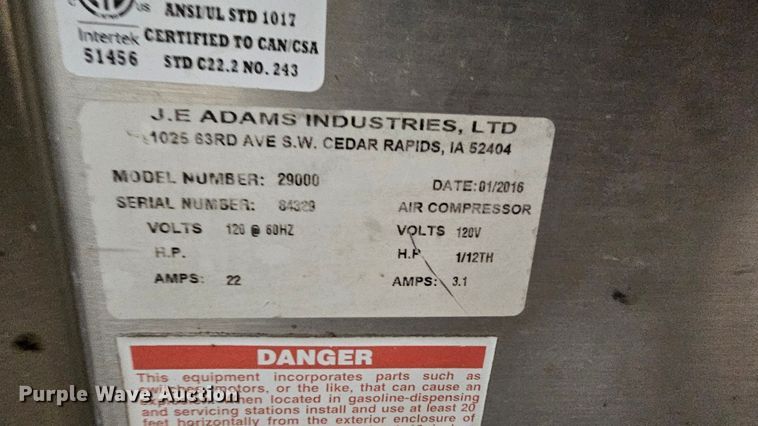 US ANSI/UL STD 1017
Intertek CERTIFIED TO CAN/CSA
51456 STD C22.2 NO. 243
J.E ADAMS INDUSTRIES, LTD
1025 63RD AVE S.W. CEDAR RAPIDS, IA 52404
MODEL NUMBER: 29000 DATE:01/2016
SERIAL NUMBER: 84329 AIR COMPRESSOR
VOLTS 120 @ 60HZ VOLTS 120V
H.P. H.P 1/12TH
AMPS: 22 AMPS: 3.1
DANGER
This equipment incorporates parts such as
motors, or the like, that can cause an
explosion when located in gasoline-dispensing
and servicing stations install and use at least 20
feet horizontally from the exterior enclosure of
Purple Wave Auction